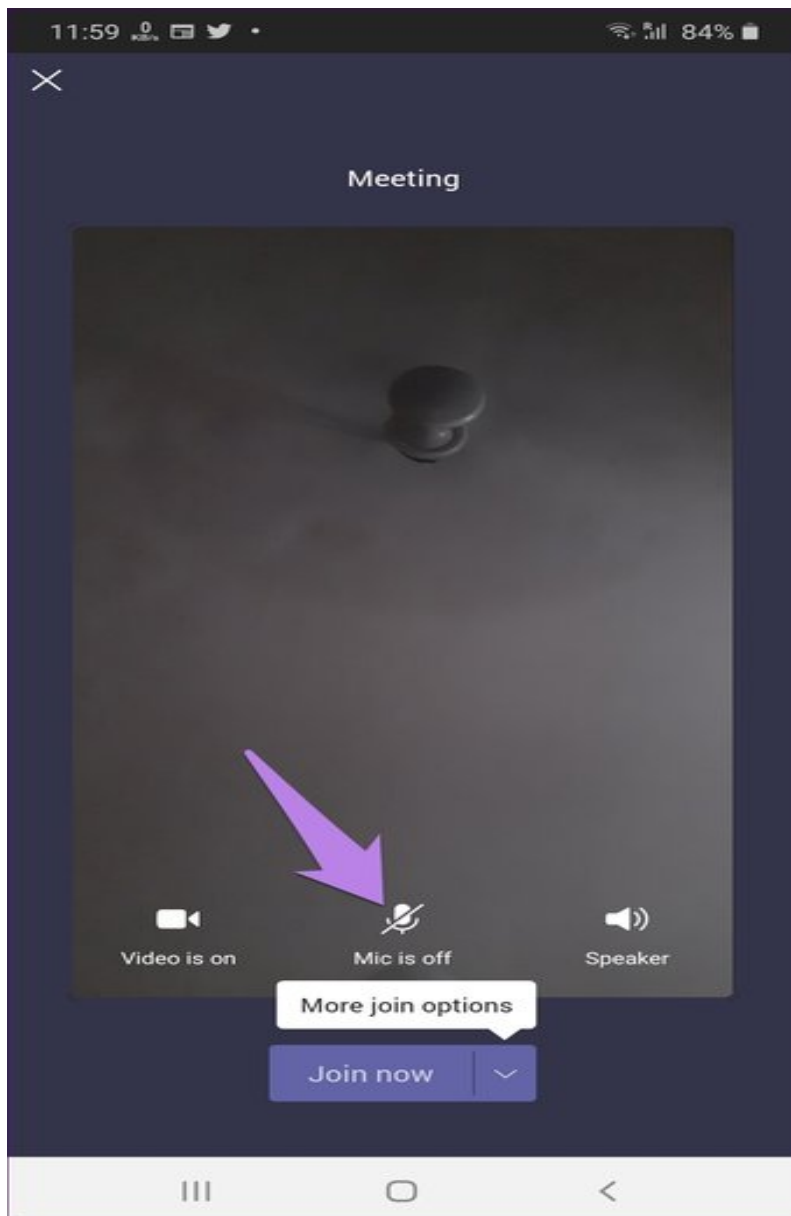 11:59 84%
Meeting
Video is on Mic is off Speaker
More join options
Join now